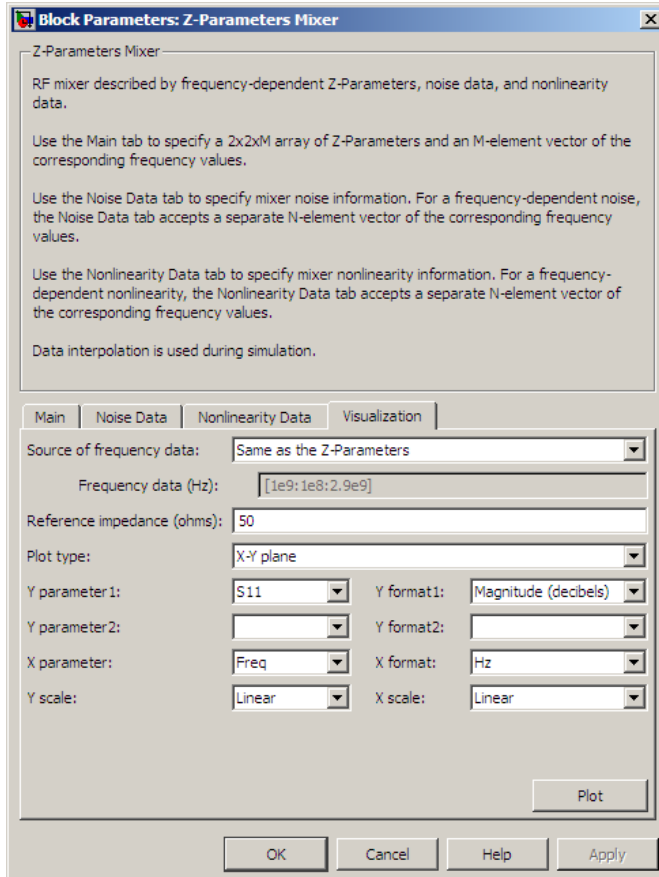 Block Parameters: Z-Parameters Mixer
Z-Parameters Mixer
RF mixer described by frequency-dependent Z-Parameters, noise data, and nonlinearity
data.
Use the Main tab to specify a 2x2xM array of Z-Parameters and an M-element vector of the
corresponding frequency values.
Use the Noise Data tab to specify mixer noise information. For a frequency-dependent noise,
the Noise Data tab accepts a separate N-element vector of the corresponding frequency
values.
Use the Nonlinearity Data tab to specify mixer nonlinearity information. For a frequency-
dependent nonlinearity, the Nonlinearity Data tab accepts a separate N-element vector of
the corresponding frequency values.
Data interpolation is used during simulation.
Main Noise Data Nonlinearity Data Visualization
Source of frequency data: Same as the Z-Parameters
Frequency data (Hz): [1e9:1e8:2.9e9]
Reference impedance (ohms): 50
Plot type: X-Y plane
Y parameter1: S11 Y format1: Magnitude (decibels)
Y parameter2: Y format2:
X parameter: Freq X format: Hz
Y scale: Linear X scale: Linear
Plot
OK Cancel Help Apply